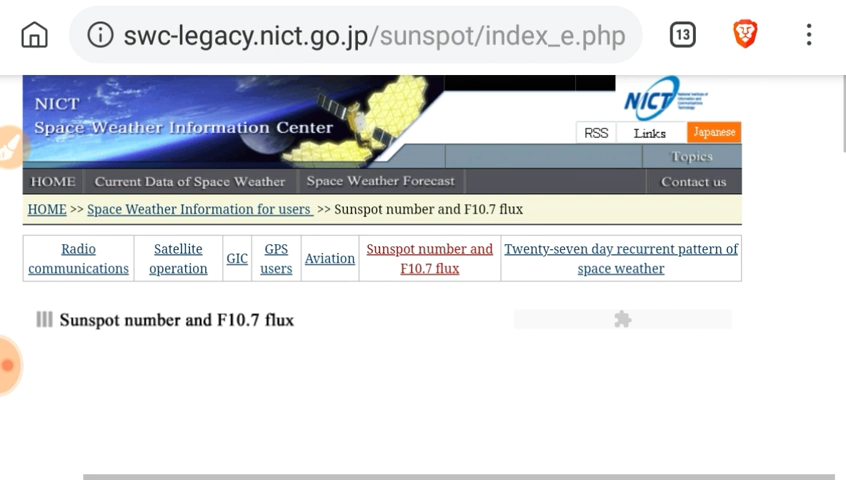 swc-legacy.nict.go.jp/sunspot/index_e.php
13
NICT
Space Weather Information Center
NICT
RSS
Links
Japanese
Topics
HOME
Current Data of Space Weather
Space Weather Forecast
Contact us
HOME >> Space Weather Information for users >> Sunspot number and F10.7 flux
Radio
communications
Satellite
operation
GIC
GPS
users
Aviation
Sunspot number and
F10.7 flux
Twenty-seven day recurrent pattern of
space weather
Sunspot number and F10.7 flux